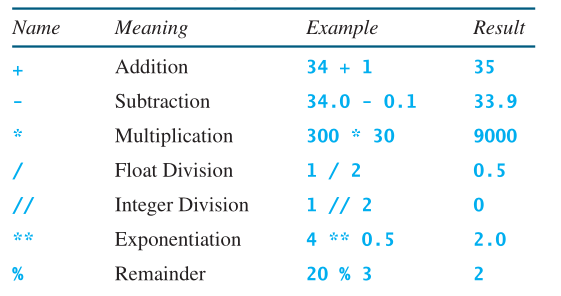 Name Meaning Example Result
+ Addition 34 + 1 35
- Subtraction 34.0 - 0.1 33.9
* Multiplication 300 * 30 9000
/ Float Division 1 / 2 0.5
// Integer Division 1 // 2 0
** Exponentiation 4 ** 0.5 2.0
% Remainder 20 % 3 2